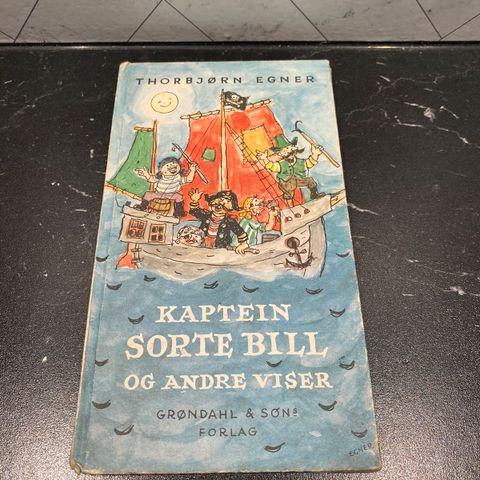 THORBJØRN EGNER
KAPTEIN
SORTE BILL
OG ANDRE VISER
GRØNDAHL & SØNS
FORLAG
EGNER